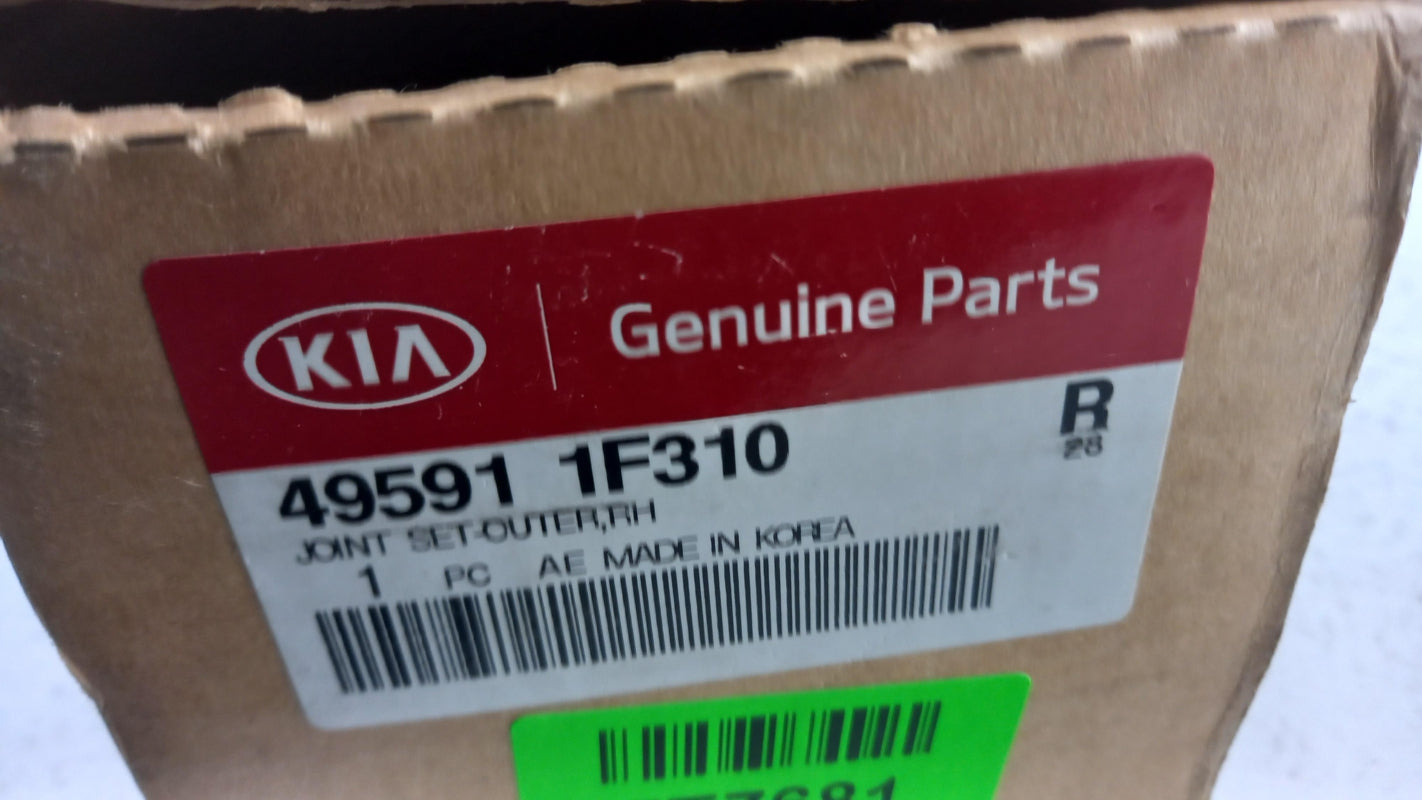 KIA Genuine Parts
R
49591 1F310
28
JOINT SET-OUTER,RH
1 PC AE MADE IN KOREA